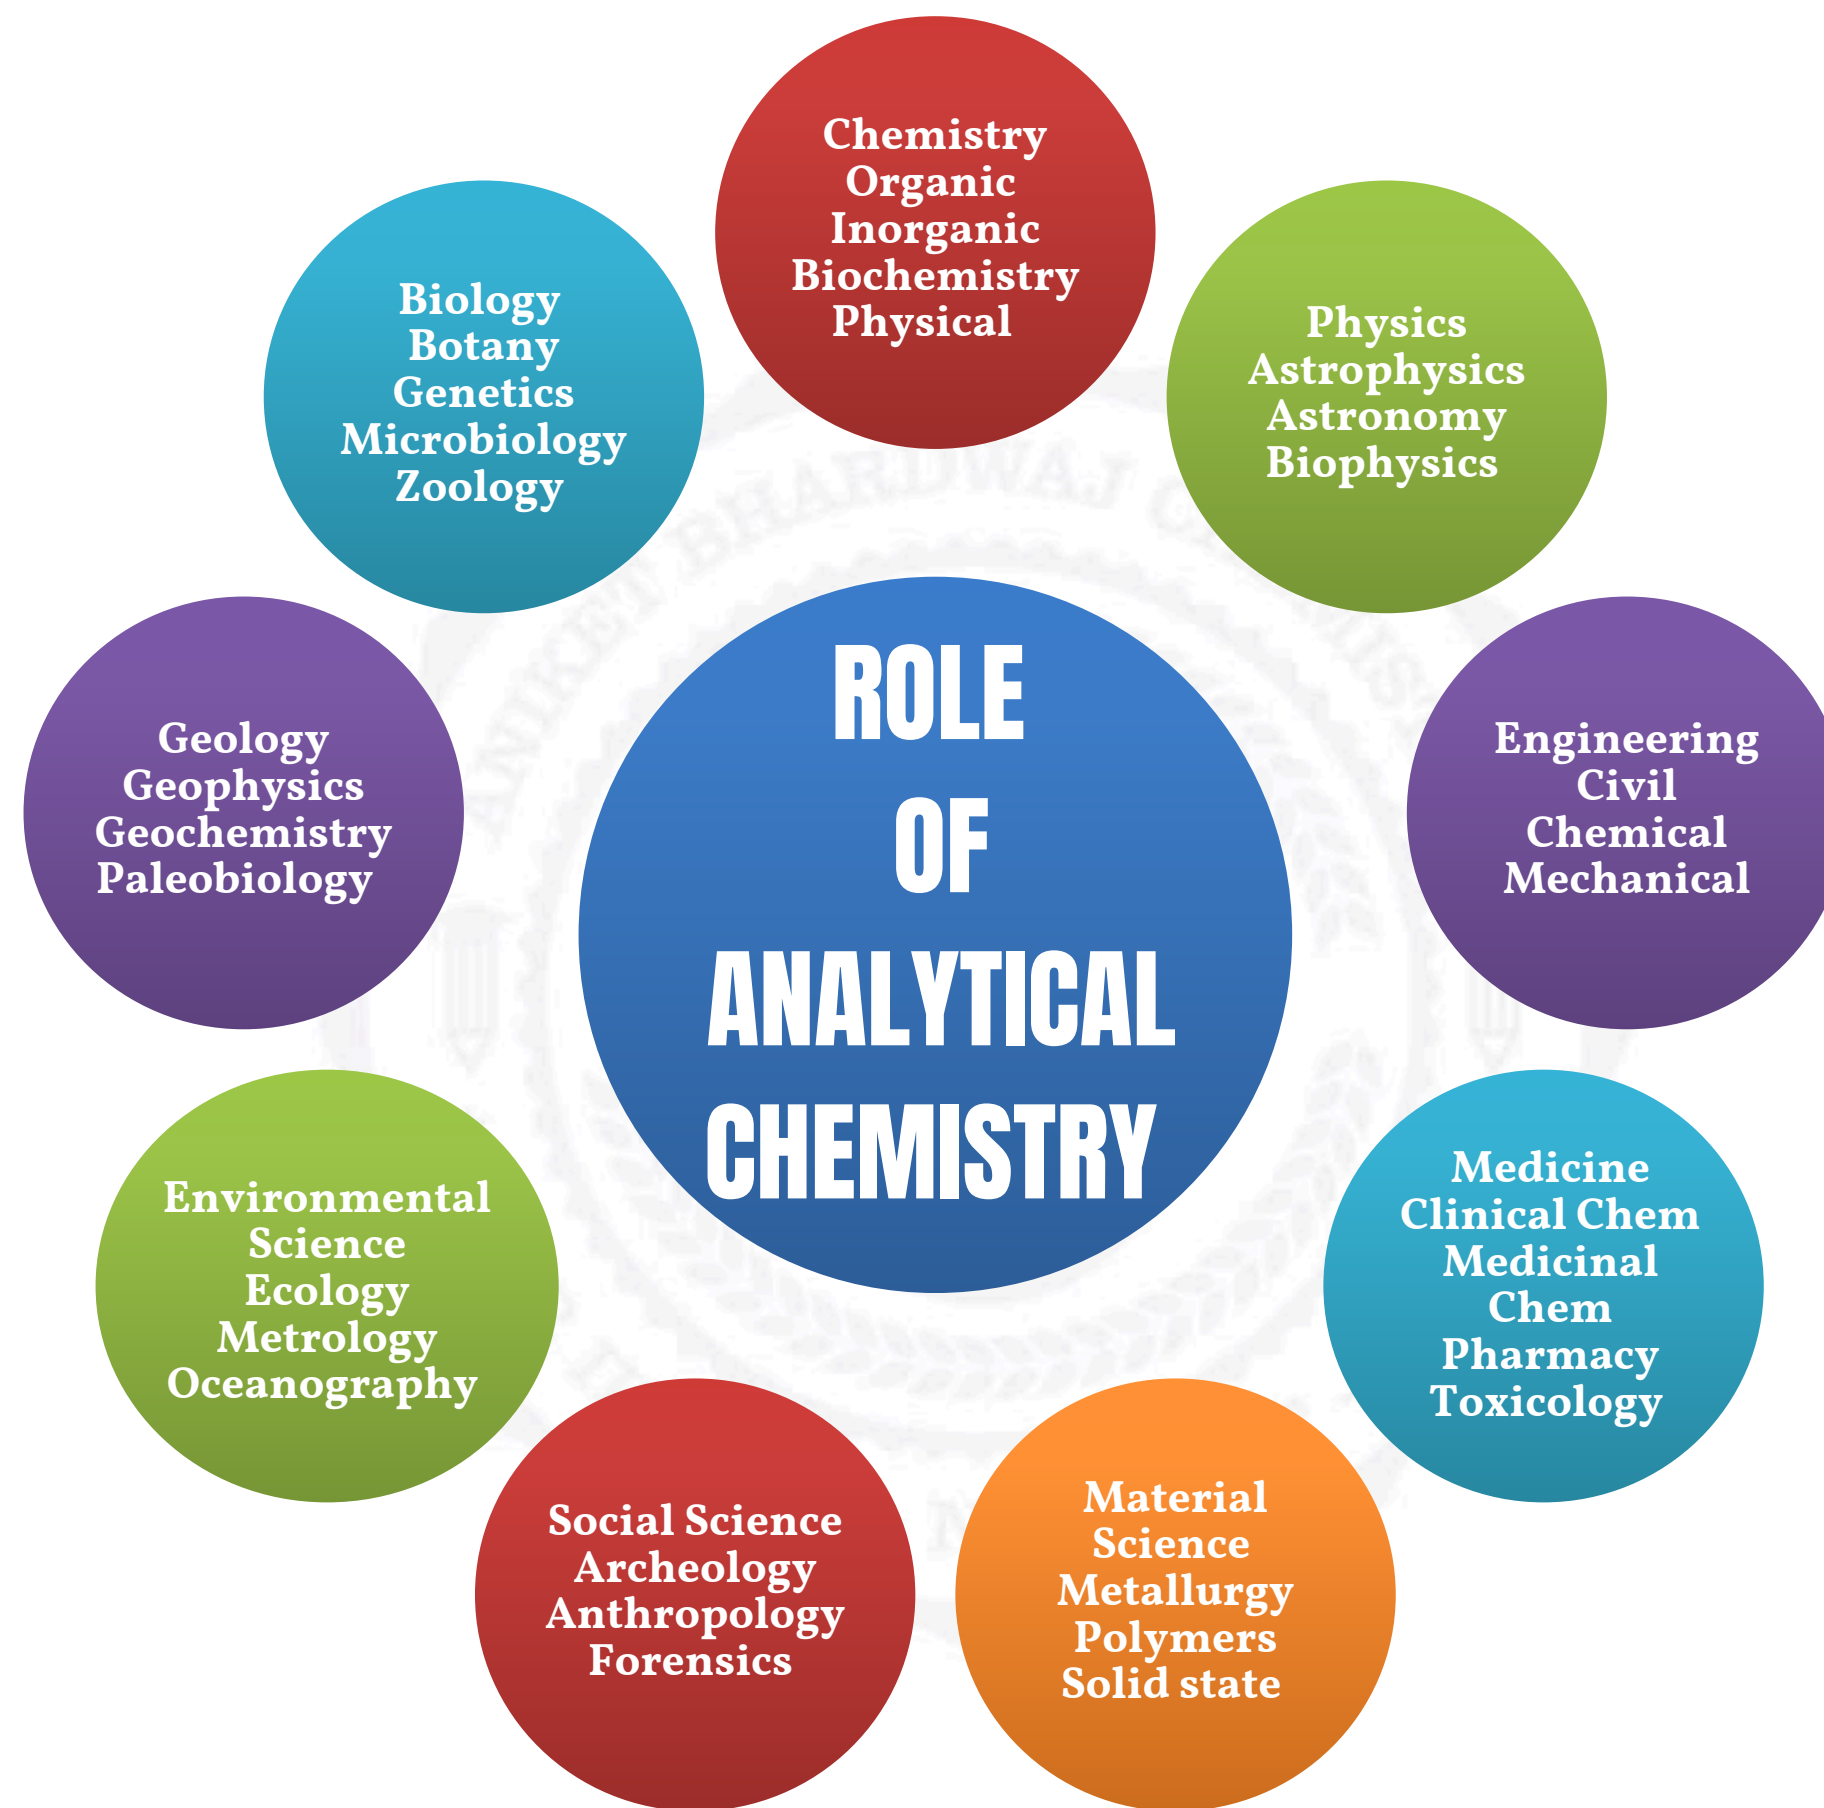 Chemistry
Organic
Inorganic
Biochemistry
Physical
Physics
Astrophysics
Astronomy
Biophysics
Engineering
Civil
Chemical
Mechanical
Medicine
Clinical Chem
Medicinal
Chem
Pharmacy
Toxicology
Material
Science
Metallurgy
Polymers
Solid state
Social Science
Archeology
Anthropology
Forensics
Environmental
Science
Ecology
Metrology
Oceanography
Geology
Geophysics
Geochemistry
Paleobiology
Biology
Botany
Genetics
Microbiology
Zoology
ROLE
OF
ANALYTICAL
CHEMISTRY
ANIKET BHARDWAJ